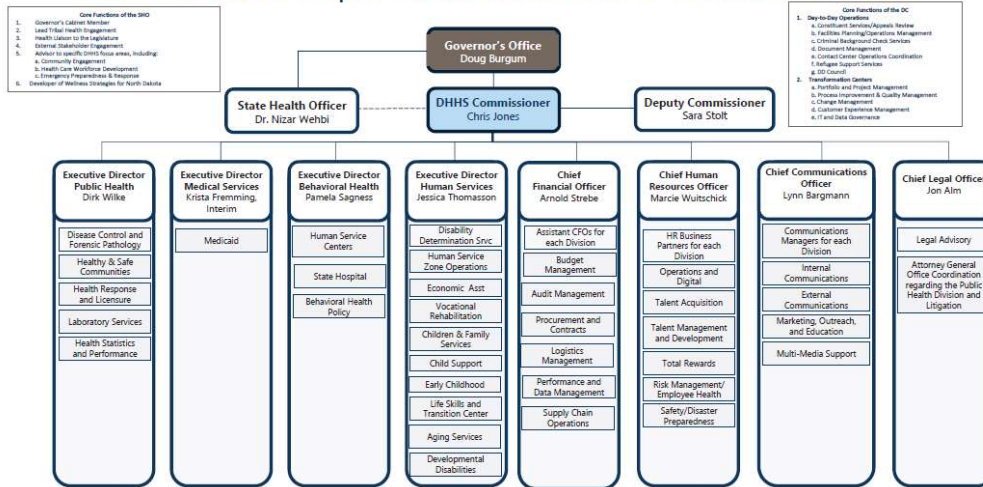 Core Functions of the SHO
1. Governor's Cabinet Member
2. Lead Tribal Health Engagement
3. Health Liaison to the Legislature
4. External Stakeholder Engagement
5. Advisor to specific DHHS focus areas, including:
a. Community Engagement
b. Health Care Workforce Development
c. Emergency Preparedness & Response
6. Developer of Wellness Strategies for North Dakota
Governor's Office
Doug Burgum
Core Functions of the DC
1. Day-to-Day Operations
a. Constituent Services/Appeals Review
b. Facilities Planning/Operations Management
c. Criminal Background Check Services
d. Document Management
e. Contact Center Operations Coordination
f. Refugee Support Services
g. DD Council
2. Transformation Centers
a. Portfolio and Project Management
b. Process Improvement & Quality Management
c. Change Management
d. Customer Experience Management
e. IT and Data Governance
State Health Officer
Dr. Nizar Wehbi
DHHS Commissioner
Chris Jones
Deputy Commissioner
Sara Stolt
Executive Director
Public Health
Dirk Wilke
Disease Control and
Forensic Pathology
Healthy & Safe
Communities
Health Response
and Licensure
Laboratory Services
Health Statistics
and Performance
Executive Director
Medical Services
Krista Fremming,
Interim
Medicaid
Executive Director
Behavioral Health
Pamela Sagness
Human Service
Centers
State Hospital
Behavioral Health
Policy
Executive Director
Human Services
Jessica Thomasson
Disability
Determination Srvc
Human Service
Zone Operations
Economic Asst
Vocational
Rehabilitation
Children & Family
Services
Child Support
Early Childhood
Life Skills and
Transition Center
Aging Services
Developmental
Disabilities
Chief
Financial Officer
Arnold Strebe
Assistant CFOs for
each Division
Budget
Management
Audit Management
Procurement and
Contracts
Logistics
Management
Performance and
Data Management
Supply Chain
Operations
Chief Human
Resources Officer
Marcie Wuitschick
HR Business
Partners for each
Division
Operations and
Digital
Talent Acquisition
Talent Management
and Development
Total Rewards
Risk Management/
Employee Health
Safety/Disaster
Preparedness
Chief Communications
Officer
Lynn Bargmann
Communications
Managers for each
Division
Internal
Communications
External
Communications
Marketing, Outreach,
and Education
Multi-Media Support
Chief Legal Officer
Jon Alm
Legal Advisory
Attorney General
Office Coordination
regarding the Public
Health Division and
Litigation